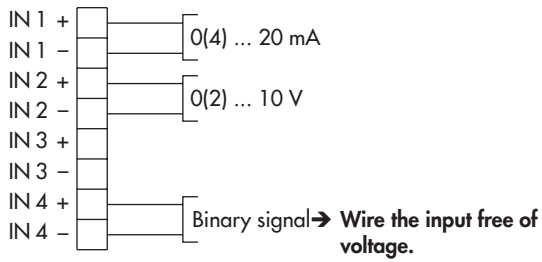 IN 1 +
0(4) ... 20 mA
IN 1 –
IN 2 +
0(2) ... 10 V
IN 2 –
IN 3 +
IN 3 –
IN 4 +
Binary signal➔ Wire the input free of
IN 4 –
voltage.